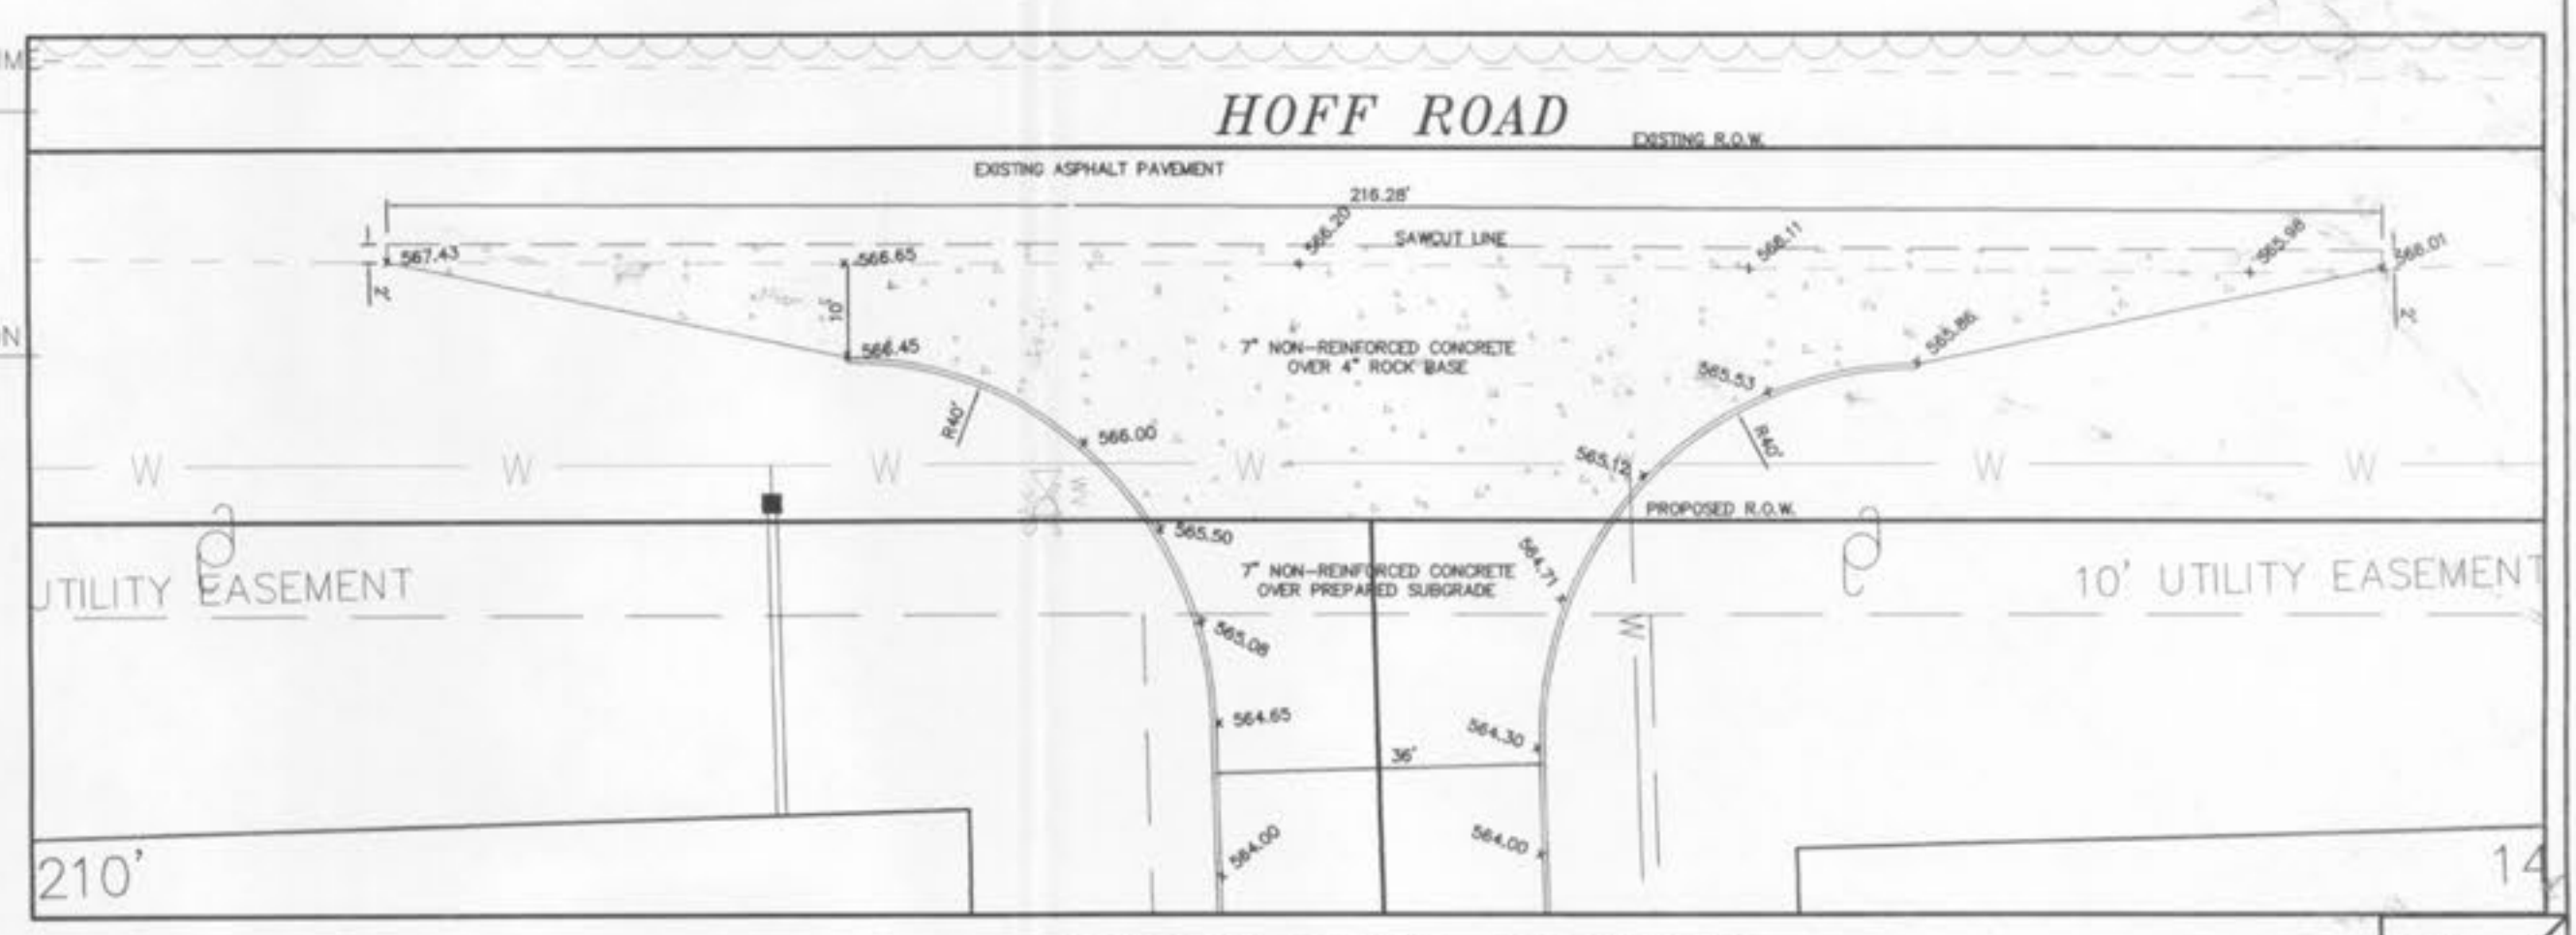 HOFF ROAD
EXISTING R.O.W.
EXISTING ASPHALT PAVEMENT
216.28'
SAWCUT LINE
567.43
566.65
566.20
566.11
565.98
566.01
2'
10'
2'
566.45
7" NON-REINFORCED CONCRETE
OVER 4" ROCK BASE
565.86
565.53
R40'
566.00
R40'
565.12
W W W W W W
PROPOSED R.O.W.
565.50
7" NON-REINFORCED CONCRETE
OVER PREPARED SUBGRADE
564.71
UTILITY EASEMENT
10' UTILITY EASEMENT
565.08
W
564.65
564.30
36'
564.00
564.00
210'
14